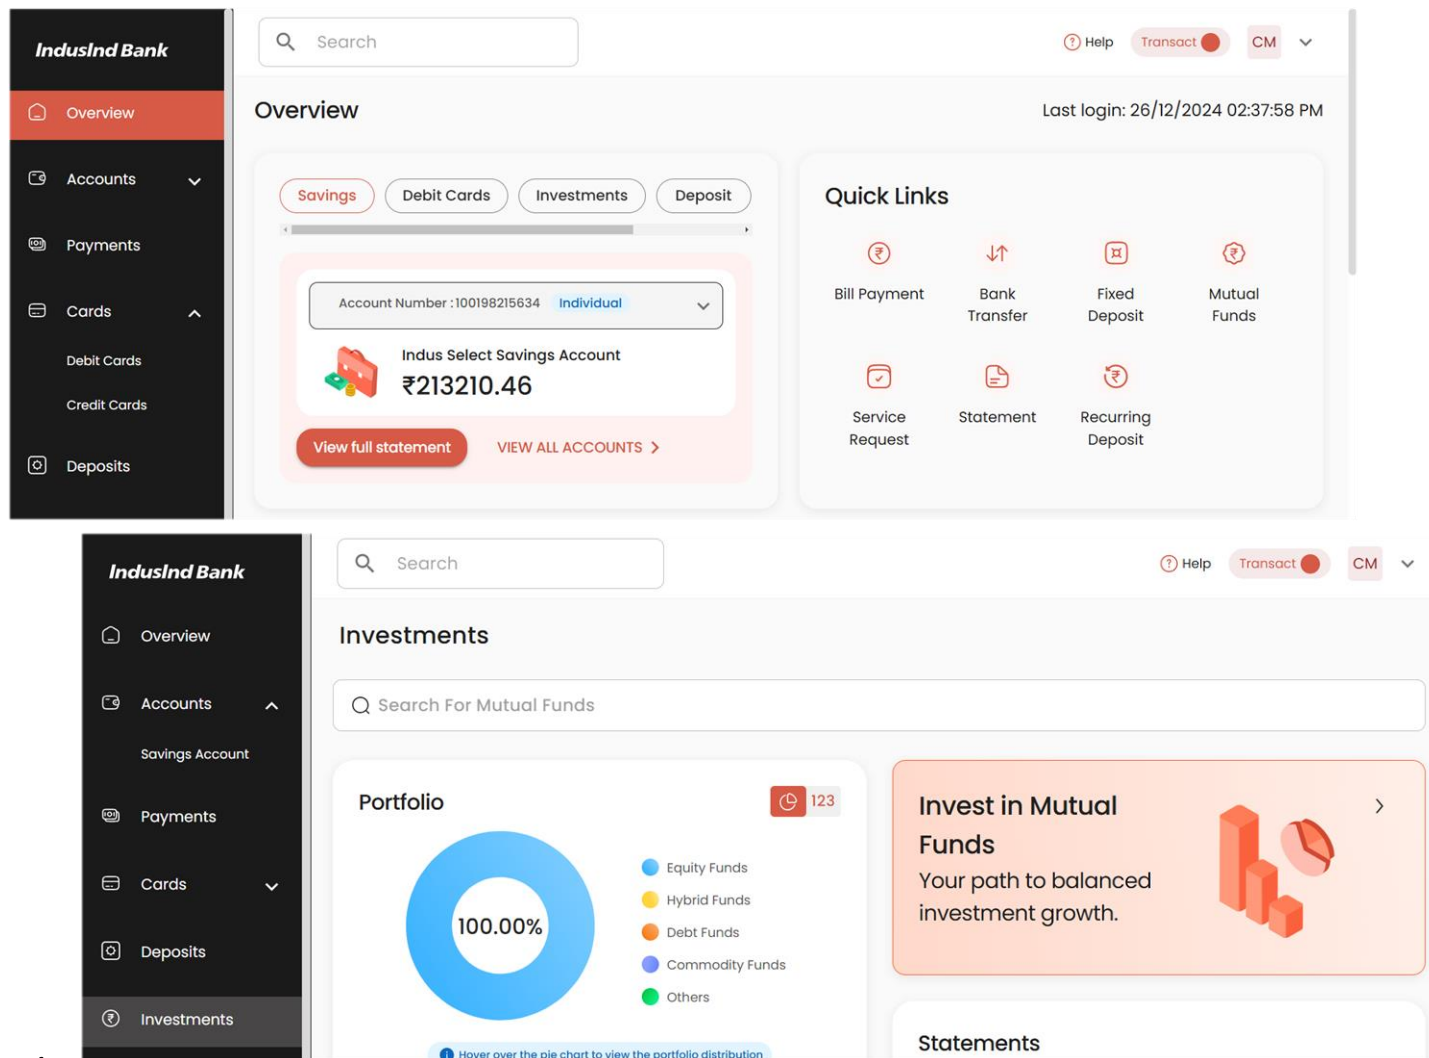 IndusInd Bank
Search
Help
Transact
CM
Overview
Overview
Last login: 26/12/2024 02:37:58 PM
Accounts
Payments
Cards
Debit Cards
Credit Cards
Deposits
Savings
Debit Cards
Investments
Deposit
Account Number : 100198215634 Individual
Indus Select Savings Account
₹213210.46
View full statement
VIEW ALL ACCOUNTS
Quick Links
Bill Payment
Bank
Transfer
Fixed
Deposit
Mutual
Funds
Service
Request
Statement
Recurring
Deposit
IndusInd Bank
Search
Help
Transact
CM
Overview
Accounts
Savings Account
Payments
Cards
Deposits
Investments
Investments
Search For Mutual Funds
Portfolio
123
100.00%
Equity Funds
Hybrid Funds
Debt Funds
Commodity Funds
Others
Hover over the pie chart to view the portfolio distribution
Invest in Mutual
Funds
Your path to balanced
investment growth.
Statements